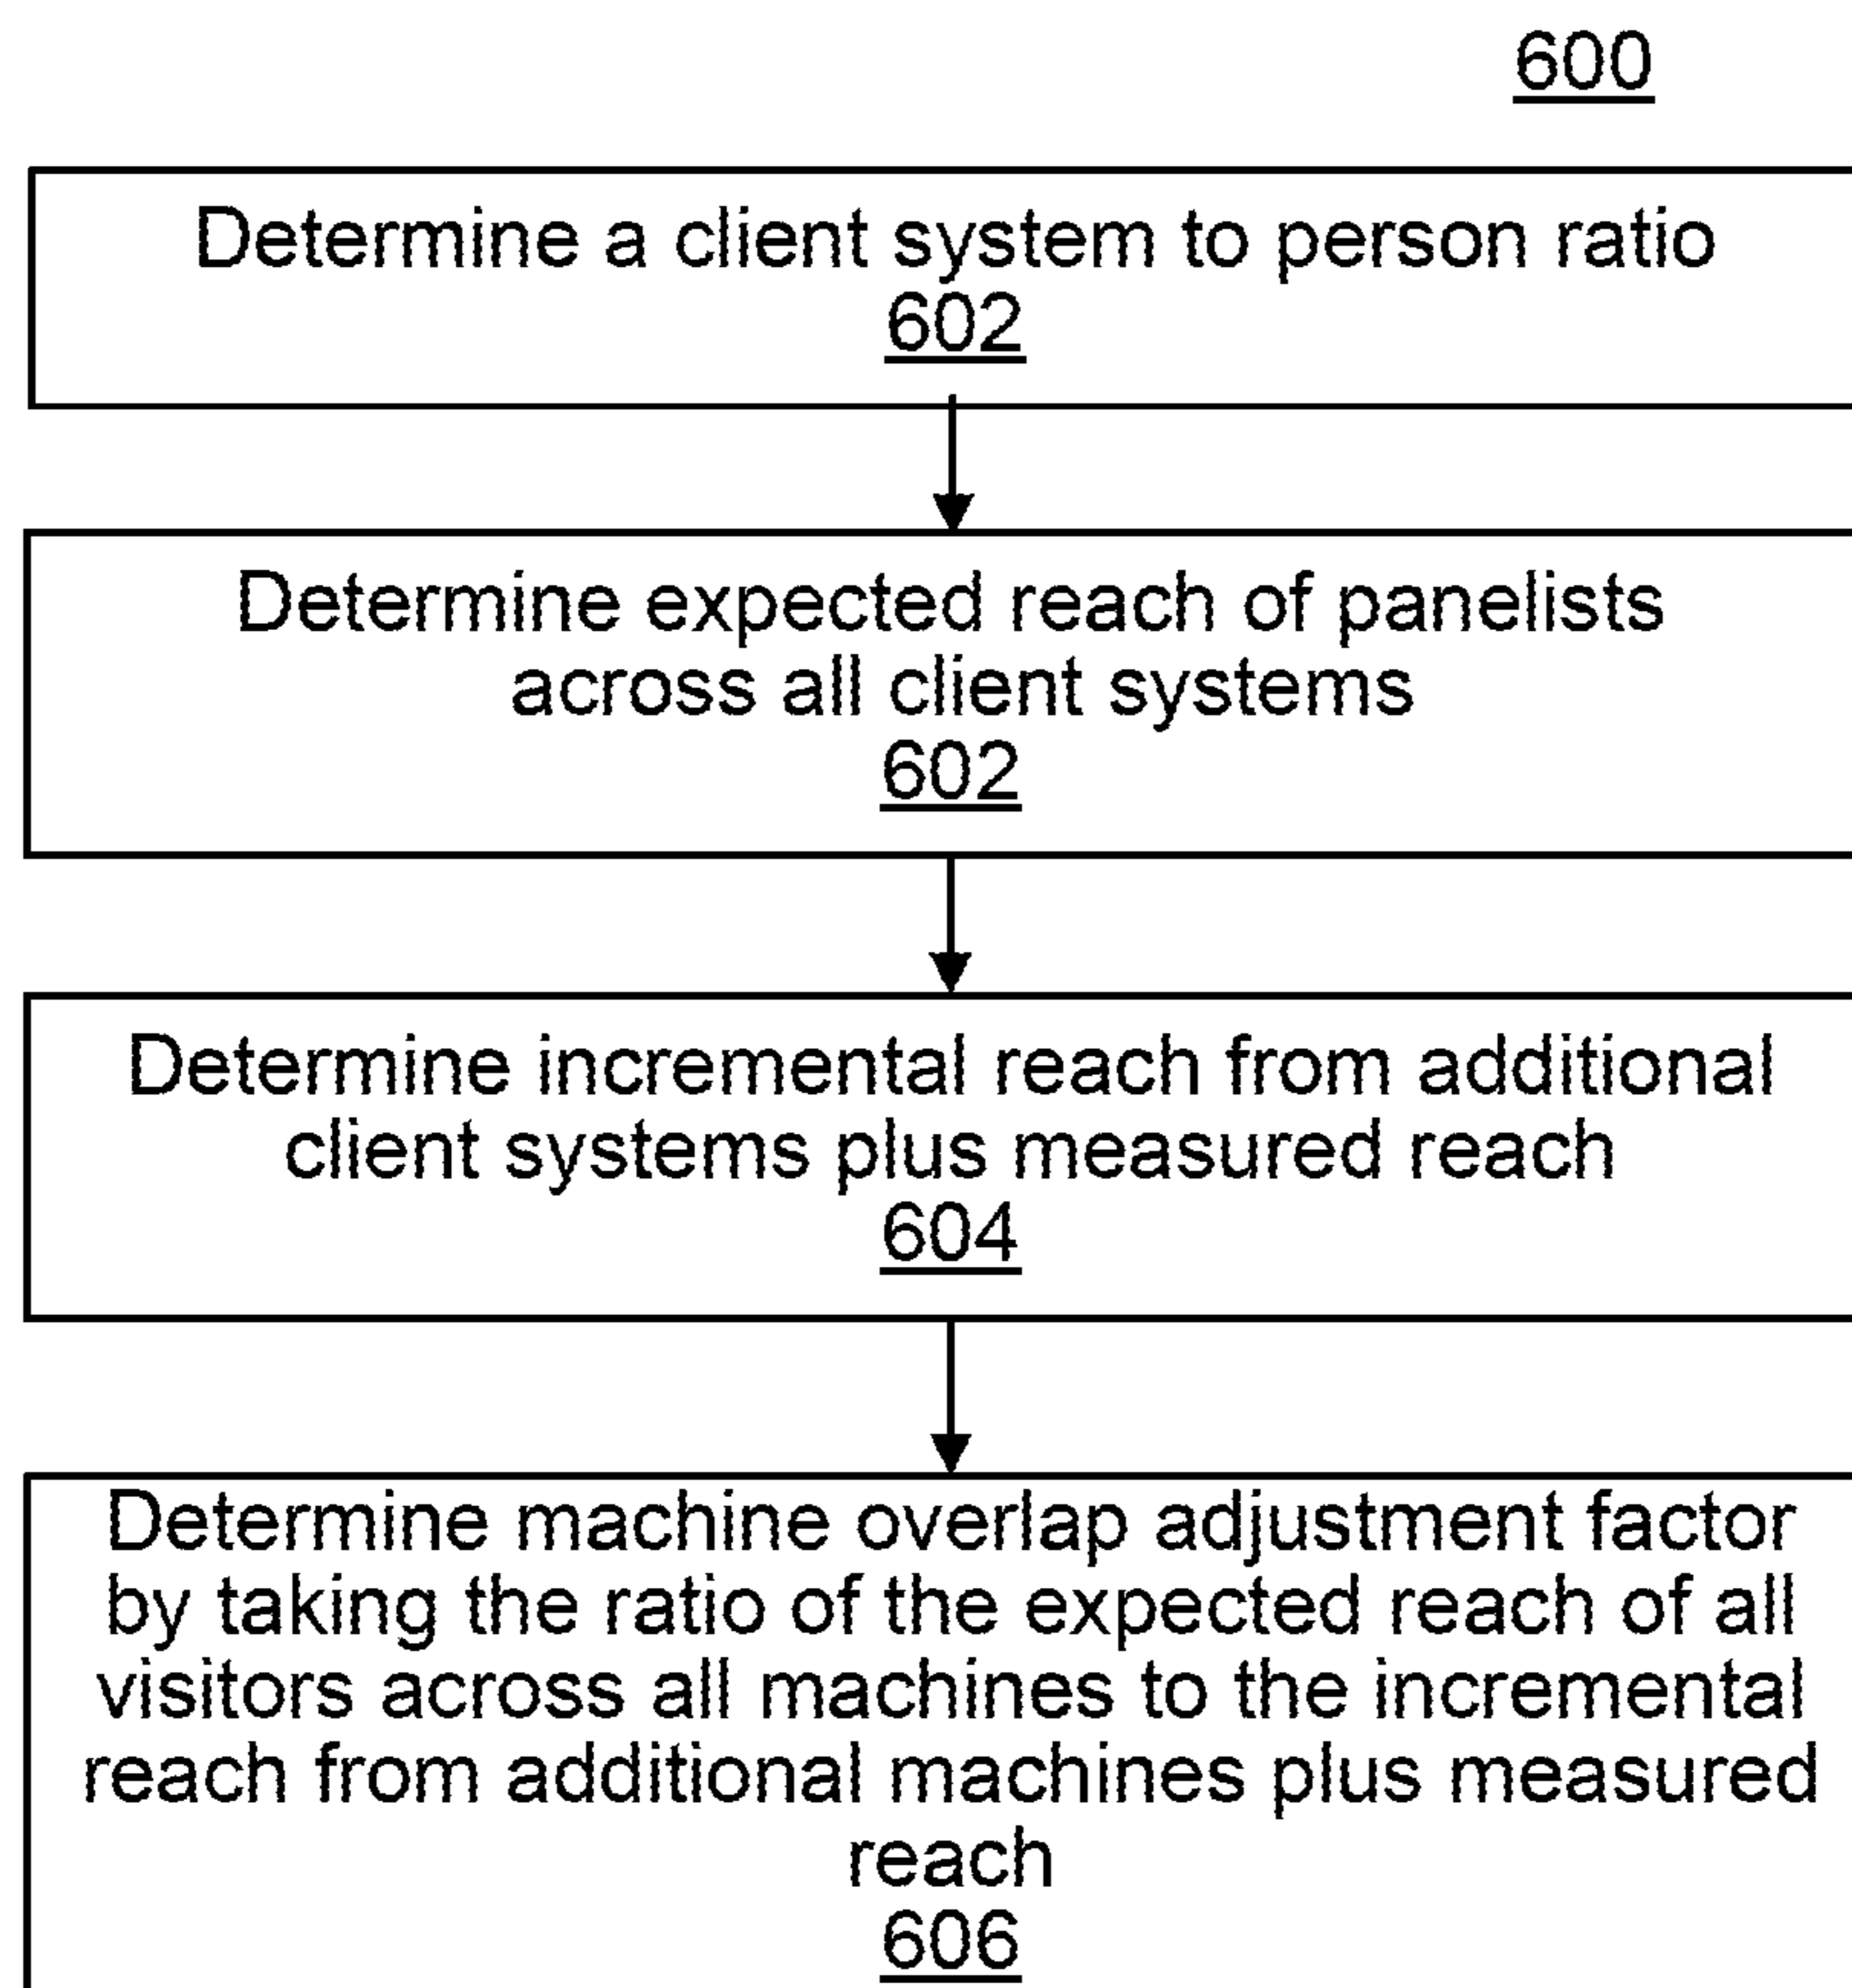 600
Determine a client system to person ratio
602
Determine expected reach of panelists
across all client systems
602
Determine incremental reach from additional
client systems plus measured reach
604
Determine machine overlap adjustment factor
by taking the ratio of the expected reach of all
visitors across all machines to the incremental
reach from additional machines plus measured
reach
606